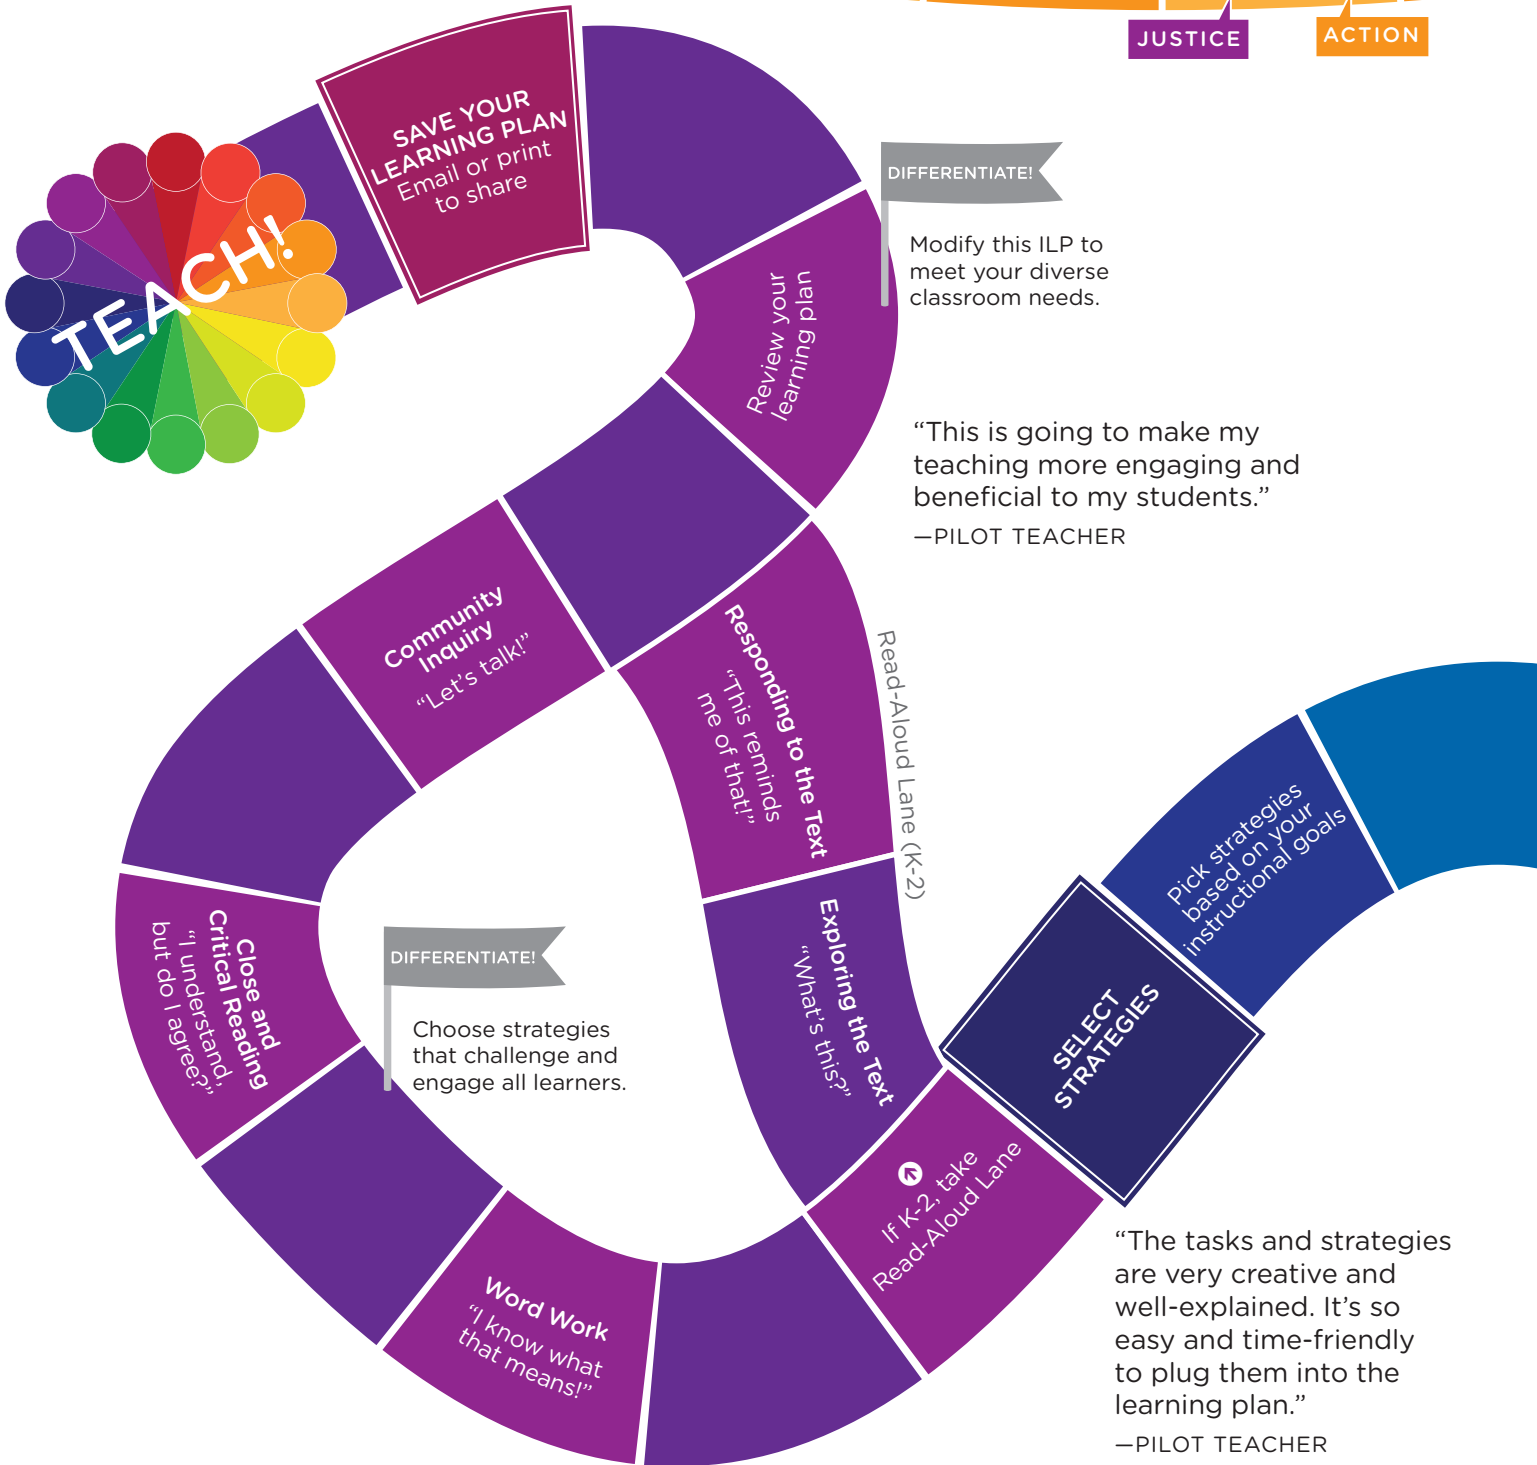 JUSTICE
ACTION
SAVE YOUR
LEARNING PLAN
Email or print
to share
TEACH!
DIFFERENTIATE!
Modify this ILP to
meet your diverse
classroom needs.
Review your
learning plan
“This is going to make my
teaching more engaging and
beneficial to my students.”
—PILOT TEACHER
Community
Inquiry
“Let’s talk!”
Responding to the Text
“This reminds
me of that!”
Read-Aloud Lane (K-2)
Exploring the Text
“What’s this?”
Close and
Critical Reading
“I understand,
but do I agree?”
DIFFERENTIATE!
Choose strategies
that challenge and
engage all learners.
Pick strategies
based on your
instructional goals
SELECT
STRATEGIES
If K-2, take
Read-Aloud Lane
Word Work
“I know what
that means!”
“The tasks and strategies
are very creative and
well-explained. It’s so
easy and time-friendly
to plug them into the
learning plan.”
—PILOT TEACHER